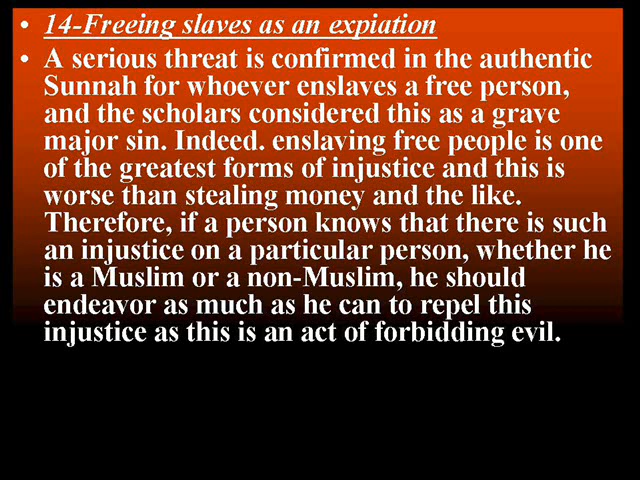 • 14-Freeing slaves as an expiation
• A serious threat is confirmed in the authentic
Sunnah for whoever enslaves a free person,
and the scholars considered this as a grave
major sin. Indeed. enslaving free people is one
of the greatest forms of injustice and this is
worse than stealing money and the like.
Therefore, if a person knows that there is such
an injustice on a particular person, whether he
is a Muslim or a non-Muslim, he should
endeavor as much as he can to repel this
injustice as this is an act of forbidding evil.